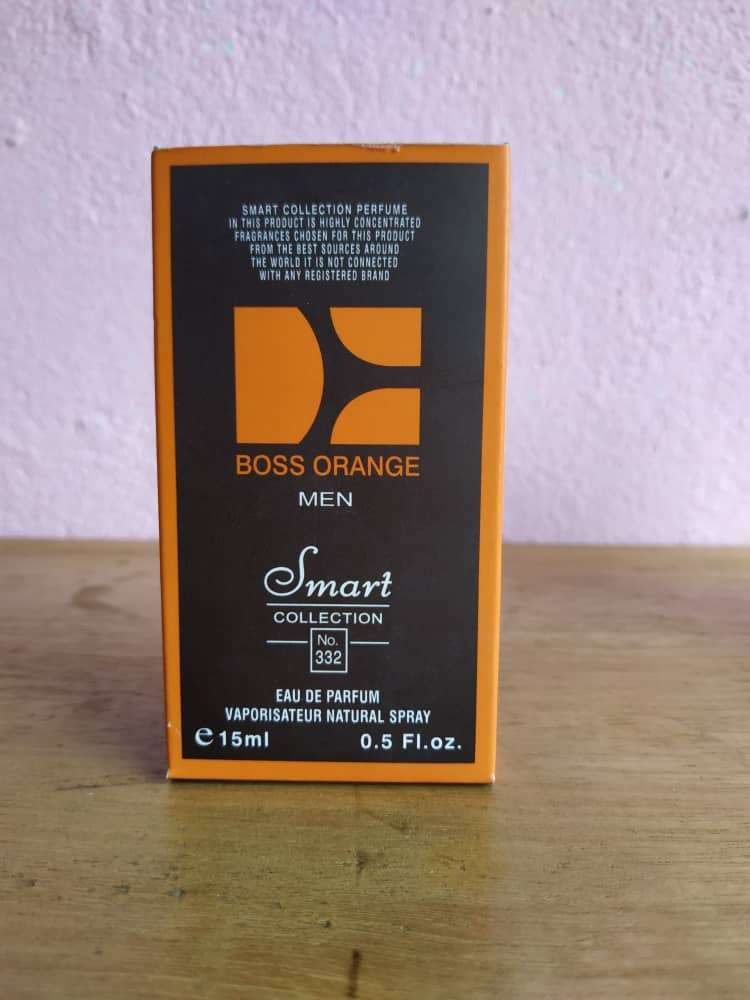 SMART COLLECTION PERFUME
IN THIS PRODUCT IS HIGHLY CONCENTRATED
FRAGRANCES CHOSEN FOR THIS PRODUCT
FROM THE BEST SOURCES AROUND
THE WORLD IT IS NOT CONNECTED
WITH ANY REGISTERED BRAND
BOSS ORANGE
MEN
Smart
COLLECTION
No.
332
EAU DE PARFUM
VAPORISATEUR NATURAL SPRAY
e 15ml 0.5 Fl.oz.